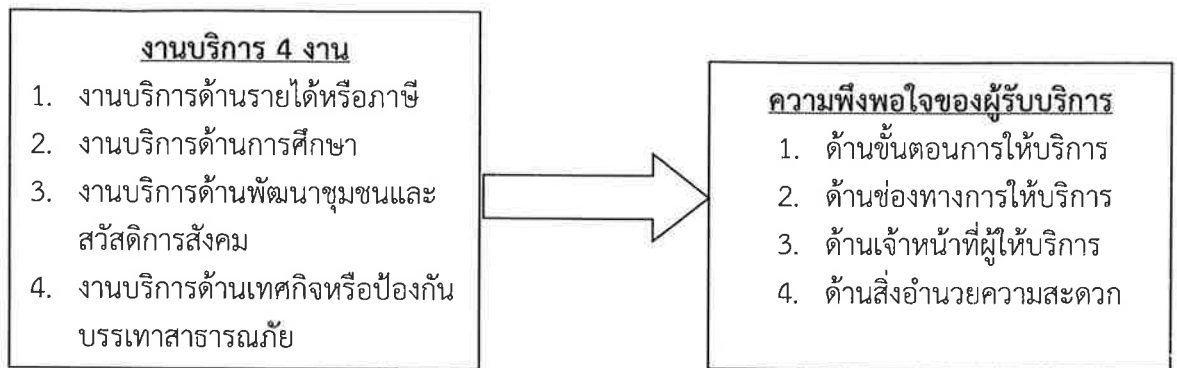 งานบริการ 4 งาน
1. งานบริการด้านรายได้หรือภาษี
2. งานบริการด้านการศึกษา
3. งานบริการด้านพัฒนาชุมชนและ
สวัสดิการสังคม
4. งานบริการด้านเทศกิจหรือป้องกัน
บรรเทาสาธารณภัย
ความพึงพอใจของผู้รับบริการ
1. ด้านขั้นตอนการให้บริการ
2. ด้านช่องทางการให้บริการ
3. ด้านเจ้าหน้าที่ผู้ให้บริการ
4. ด้านสิ่งอำนวยความสะดวก